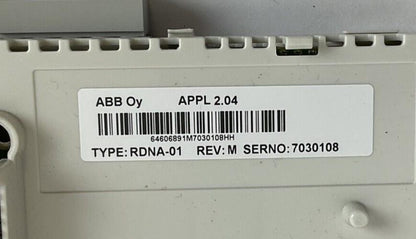 ABB Oy APPL 2.04
64606891M7030108HH
TYPE: RDNA-01 REV: M SERNO: 7030108